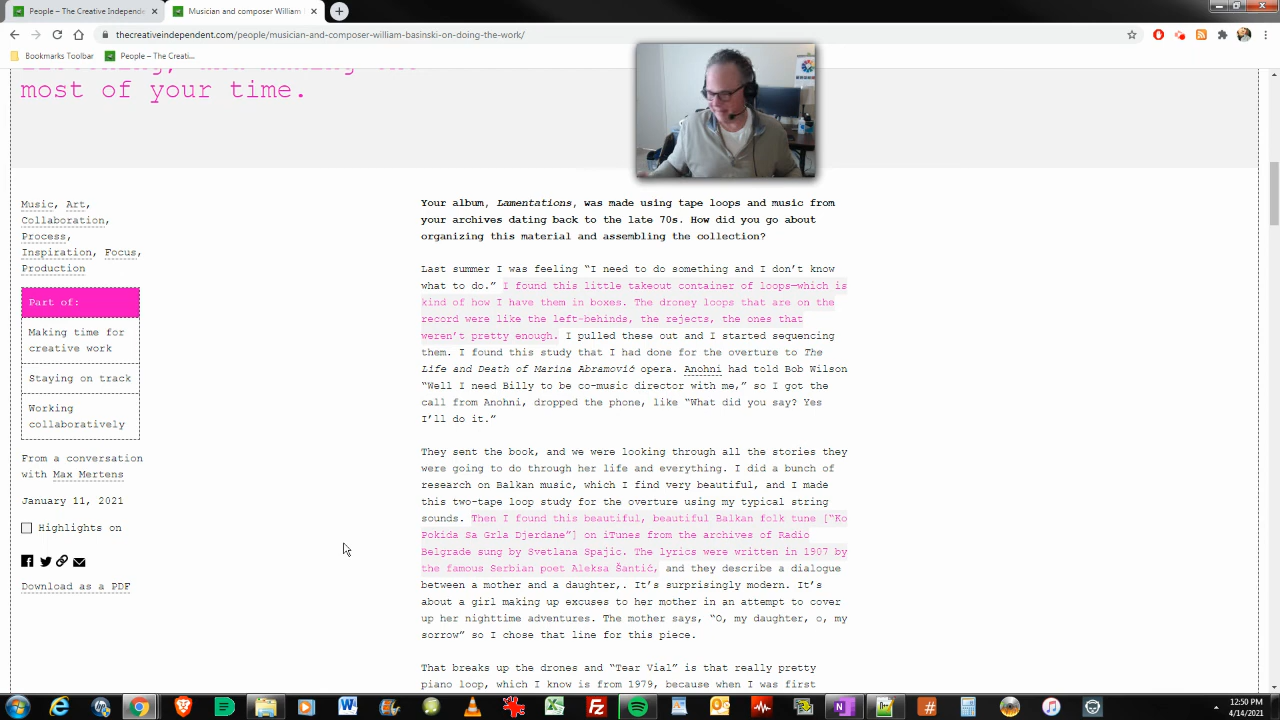 People – The Creative Independe
Musician and composer William
thecreativeindependent.com/people/musician-and-composer-william-basinski-on-doing-the-work/
Bookmarks Toolbar
People – The Creati...
most of your time.
Music, Art,
Collaboration,
Process,
Inspiration, Focus,
Production
Part of:
Making time for
creative work
Staying on track
Working
collaboratively
From a conversation
with Max Mertens
January 11, 2021
Highlights on
Download as a PDF
Your album, Lamentations, was made using tape loops and music from
your archives dating back to the late 70s. How did you go about
organizing this material and assembling the collection?
Last summer I was feeling “I need to do something and I don’t know
what to do.” I found this little takeout container of loops—which is
kind of how I have them in boxes. The droney loops that are on the
record were like the left-behinds, the rejects, the ones that
weren’t pretty enough. I pulled these out and I started sequencing
them. I found this study that I had done for the overture to The
Life and Death of Marina Abramović opera. Anohni had told Bob Wilson
“Well I need Billy to be co-music director with me,” so I got the
call from Anohni, dropped the phone, like “What did you say? Yes
I’ll do it.”
They sent the book, and we were looking through all the stories they
were going to do through her life and everything. I did a bunch of
research on Balkan music, which I find very beautiful, and I made
this two-tape loop study for the overture using my typical string
sounds. Then I found this beautiful, beautiful Balkan folk tune [“Ko
Pokida Sa Grla Djerdane”] on iTunes from the archives of Radio
Belgrade sung by Svetlana Spajic. The lyrics were written in 1907 by
the famous Serbian poet Aleksa Šantić, and they describe a dialogue
between a mother and a daughter,. It’s surprisingly modern. It’s
about a girl making up excuses to her mother in an attempt to cover
up her nighttime adventures. The mother says, “O, my daughter, o, my
sorrow” so I chose that line for this piece.
That breaks up the drones and “Tear Vial” is that really pretty
piano loop, which I know is from 1979, because when I was first
12:50 PM
4/14/2021